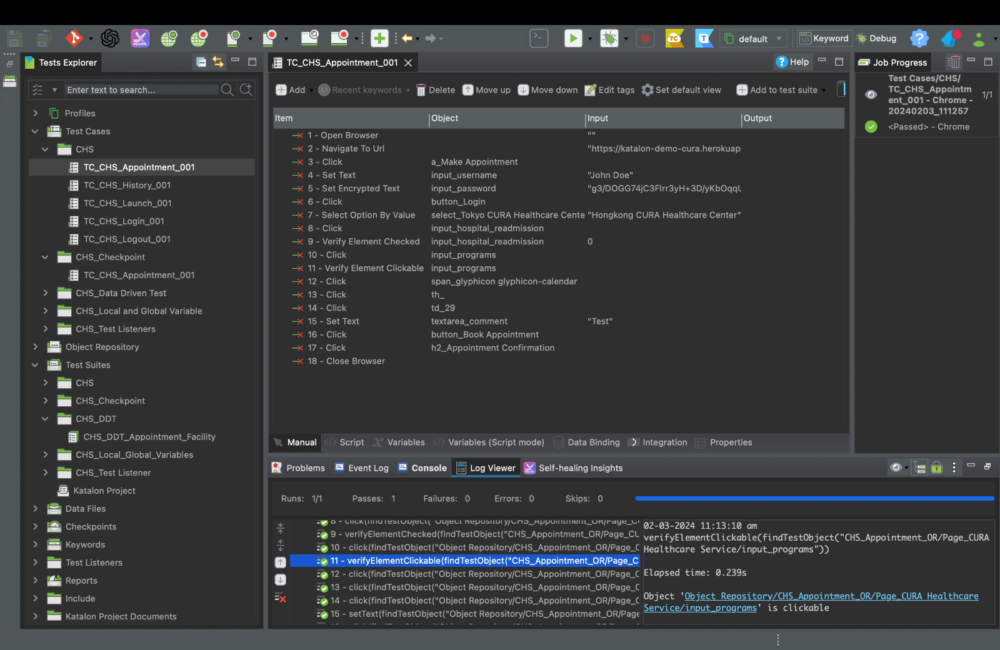 default
Keyword
Debug
Tests Explorer
Enter text to search...
Profiles
Test Cases
CHS
TC_CHS_Appointment_001
TC_CHS_History_001
TC_CHS_Launch_001
TC_CHS_Login_001
TC_CHS_Logout_001
CHS_Checkpoint
TC_CHS_Appointment_001
CHS_Data Driven Test
CHS_Local and Global Variable
CHS_Test Listeners
Object Repository
Test Suites
CHS
CHS_Checkpoint
CHS_DDT
CHS_DDT_Appointment_Facility
CHS_Local_Global_Variables
CHS_Test Listener
Katalon Project
Data Files
Checkpoints
Keywords
Test Listeners
Reports
Include
Katalon Project Documents
TC_CHS_Appointment_001
Help
Add Recent keywords Delete Move up Move down Edit tags Set default view Add to test suite
Item Object Input Output
1 - Open Browser ""
2 - Navigate To Url "https://katalon-demo-cura.herokuap
3 - Click a_Make Appointment
4 - Set Text input_username "John Doe"
5 - Set Encrypted Text input_password "g3/DOGG74jC3Flrr3yH+3D/yKbOqqU
6 - Click button_Login
7 - Select Option By Value select_Tokyo CURA Healthcare Cente "Hongkong CURA Healthcare Center"
8 - Click input_hospital_readmission
9 - Verify Element Checked input_hospital_readmission 0
10 - Click input_programs
11 - Verify Element Clickable input_programs
12 - Click span_glyphicon glyphicon-calendar
13 - Click th_
14 - Click td_29
15 - Set Text textarea_comment "Test"
16 - Click button_Book Appointment
17 - Click h2_Appointment Confirmation
18 - Close Browser
Manual Script Variables Variables (Script mode) Data Binding Integration Properties
Job Progress
Test Cases/CHS/
TC_CHS_Appointm
ent_001 - Chrome -
20240203_111257
1/1
<Passed> - Chrome
Problems Event Log Console Log Viewer Self-healing Insights
Runs: 1/1 Passes: 1 Failures: 0 Errors: 0 Skips: 0
8 - click(findTestObject("Object Repository/CHS_Appointment_OR/Page_CU
9 - verifyElementChecked(findTestObject("CHS_Appointment_OR/Page_CU
10 - click(findTestObject("Object Repository/CHS_Appointment_OR/Page_C
11 - verifyElementClickable(findTestObject("CHS_Appointment_OR/Page_C
12 - click(findTestObject("Object Repository/CHS_Appointment_OR/Page_C
13 - click(findTestObject("Object Repository/CHS_Appointment_OR/Page_C
14 - click(findTestObject("Object Repository/CHS_Appointment_OR/Page_C
15 - setText(findTestObject("Object Repository/CHS_Appointment_OR/Page
02-03-2024 11:13:10 am
verifyElementClickable(findTestObject("CHS_Appointment_OR/Page_CURA
Healthcare Service/input_programs"))
Elapsed time: 0.239s
Object 'Object Repository/CHS_Appointment_OR/Page_CURA Healthcare
Service/input_programs' is clickable